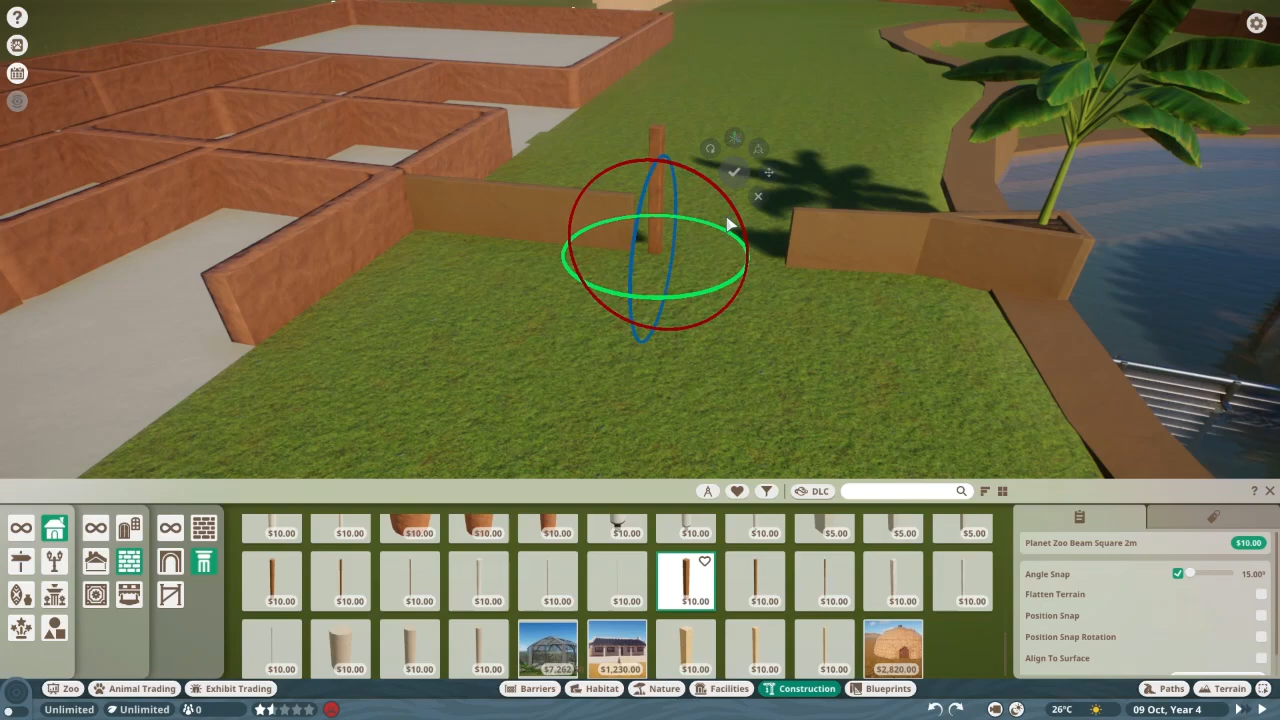 ?
DLC
? ✕
$10.00 $10.00 $10.00 $10.00 $10.00 $10.00 $10.00 $10.00 $5.00 $5.00 $10.00
$10.00 $10.00 $10.00 $10.00 $10.00 $10.00 $10.00 $10.00 $10.00 $10.00 $10.00
$10.00 $10.00 $10.00 $10.00 $7,262 $1,230.00 $10.00 $10.00 $10.00 $2,820.00
Planet Zoo Beam Square 2m $10.00
Angle Snap 15.00°
Flatten Terrain
Position Snap
Position Snap Rotation
Align To Surface
Zoo Animal Trading Exhibit Trading Barriers Habitat Nature Facilities Construction Blueprints Paths Terrain
Unlimited Unlimited 0 26°C 09 Oct, Year 4